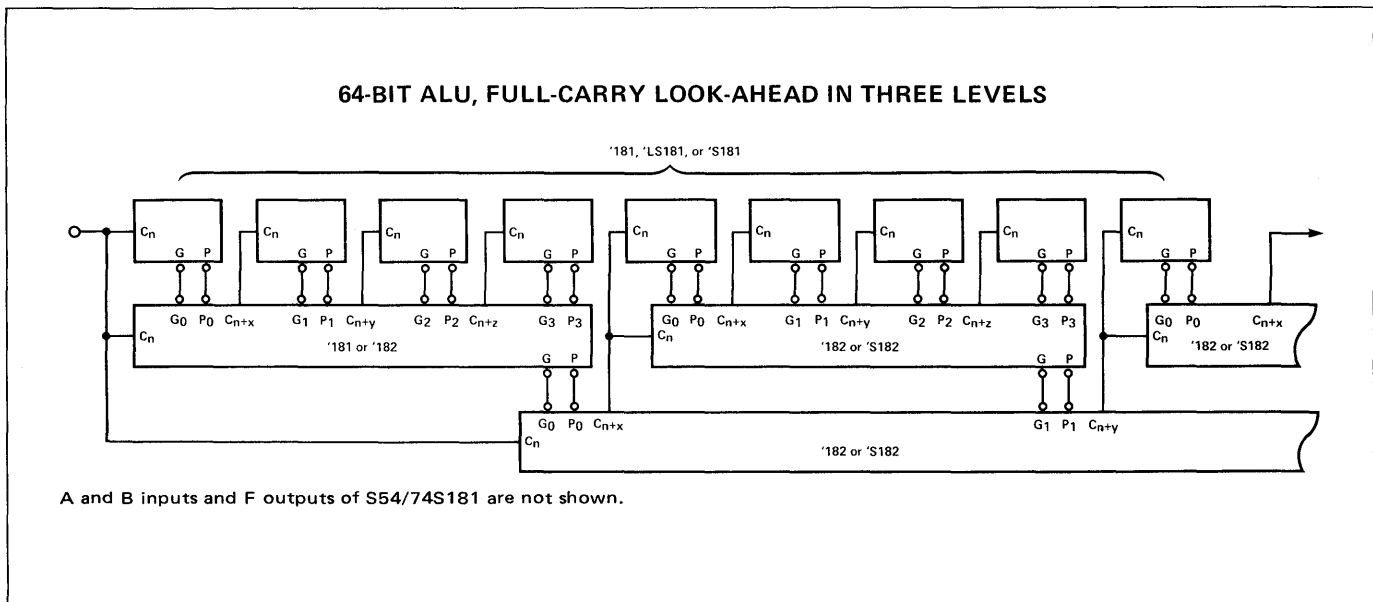 64-BIT ALU, FULL-CARRY LOOK-AHEAD IN THREE LEVELS
'181, 'LS181, or 'S181
Cn Cn Cn Cn Cn Cn Cn Cn Cn
G P G P G P G P G P G P G P G P G P
G0 P0 Cn+x G1 P1 Cn+y G2 P2 Cn+z G3 P3 G0 P0 Cn+x G1 P1 Cn+y G2 P2 Cn+z G3 P3 G0 P0 Cn+x
Cn '181 or '182 Cn '182 or 'S182 Cn '182 or 'S182
G P G P
G0 P0 Cn+x G1 P1 Cn+y
Cn
'182 or 'S182
A and B inputs and F outputs of S54/74S181 are not shown.